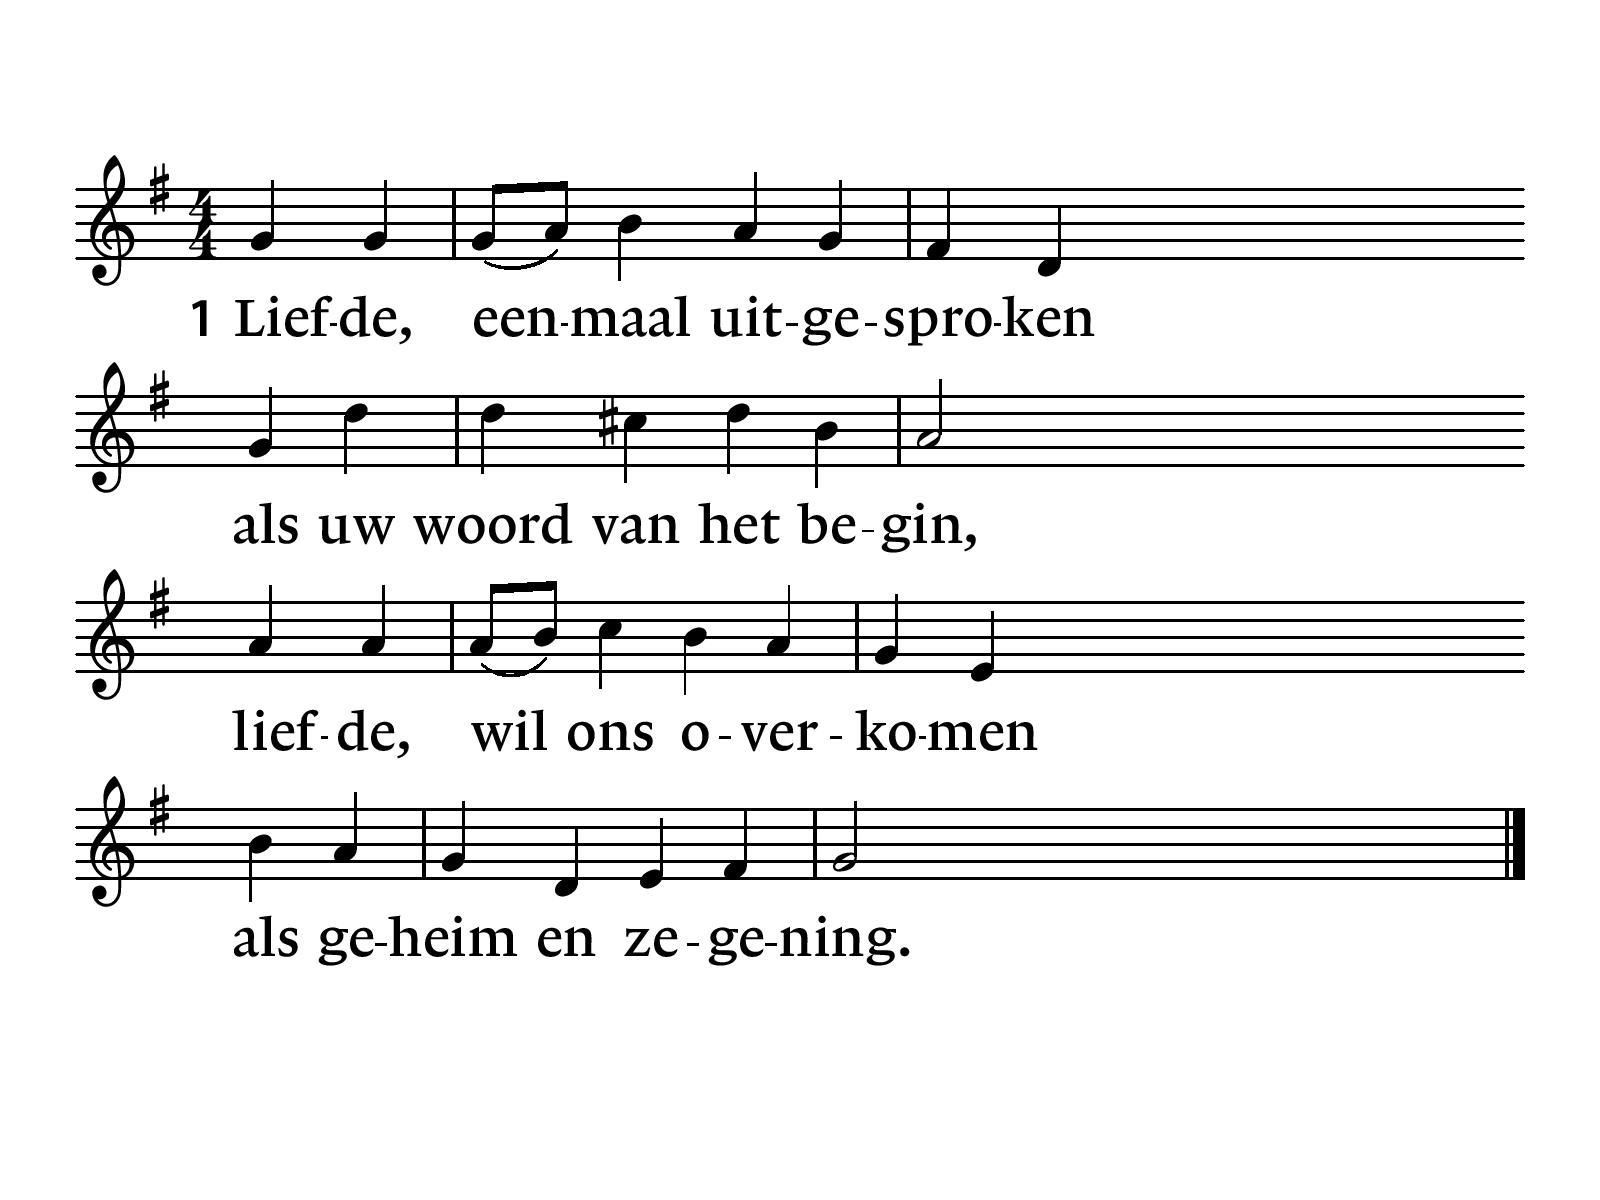 1 Lief-de, een-maal uit-ge-spro-ken
als uw woord van het be-gin,
lief-de, wil ons o-ver-ko-men
als ge-heim en ze-ge-ning.